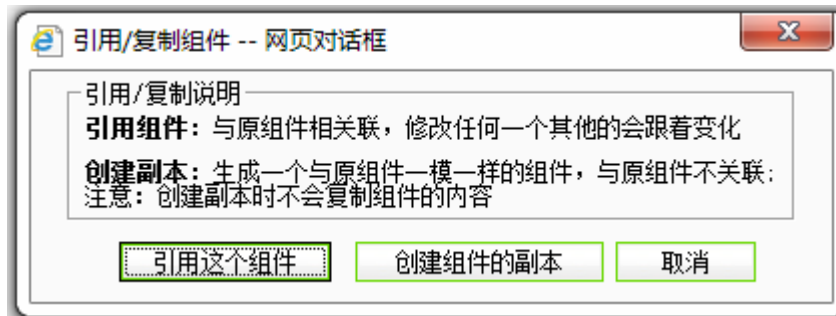 引用/复制组件 -- 网页对话框
引用/复制说明
引用组件：与原组件相关联，修改任何一个其他的会跟着变化
创建副本：生成一个与原组件一模一样的组件，与原组件不关联;
注意：创建副本时不会复制组件的内容
引用这个组件 创建组件的副本 取消